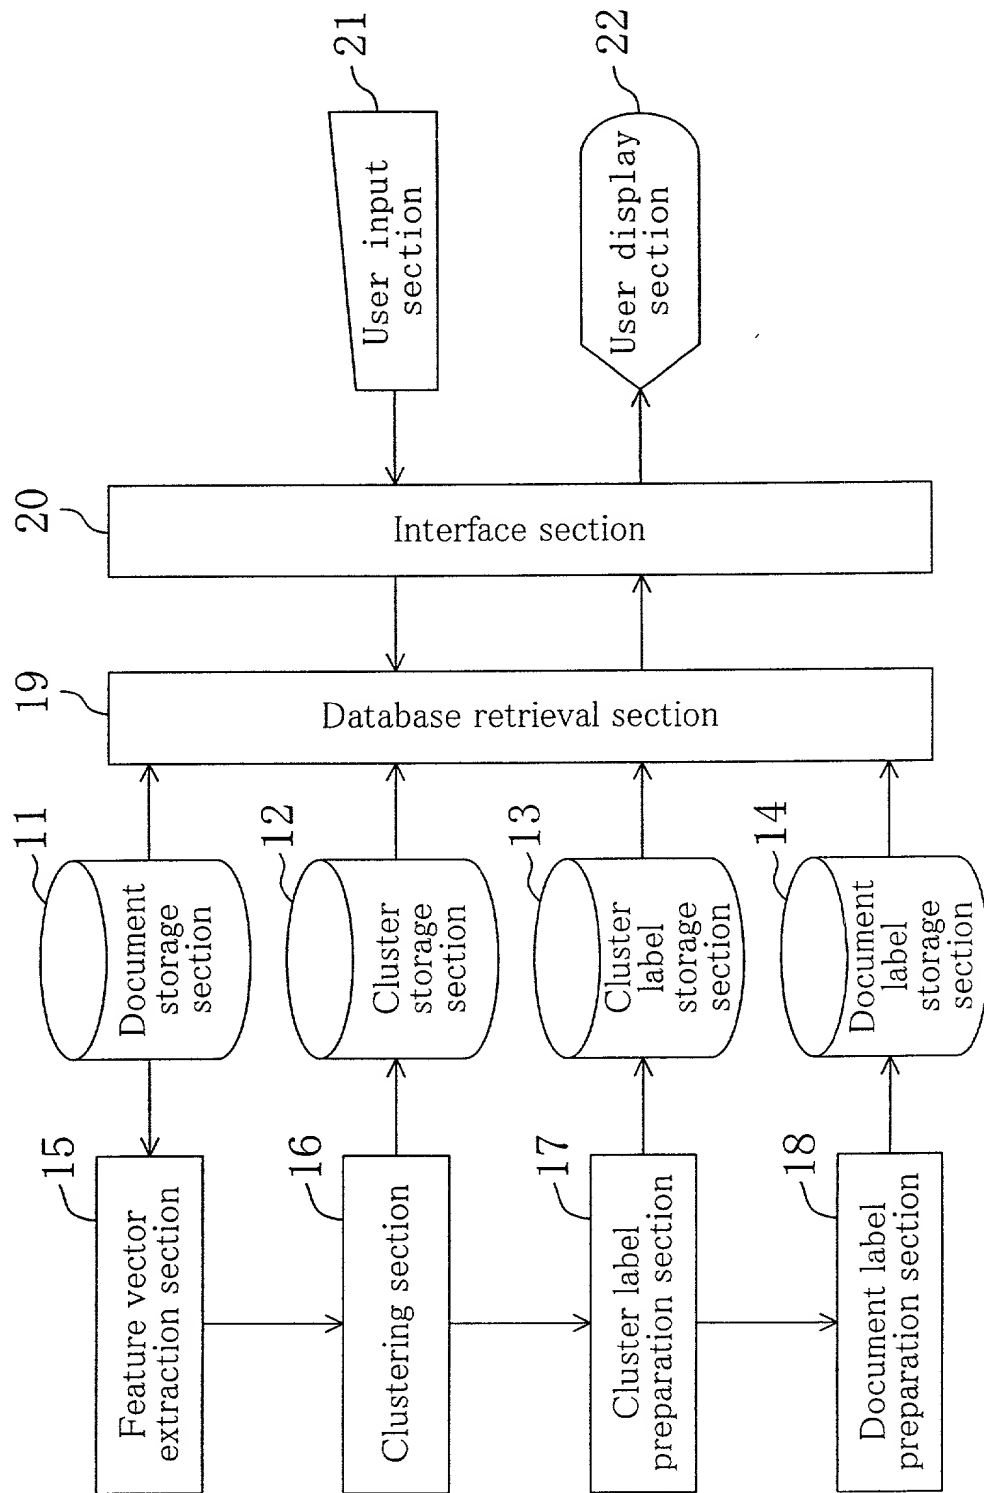 15
Feature vector
extraction section
11
Document
storage
section
16
Clustering section
12
Cluster
storage
section
17
Cluster label
preparation section
13
Cluster
label
storage
section
18
Document label
preparation section
14
Document
label
storage
section
19
Database retrieval section
20
Interface section
21
User input
section
22
User display
section